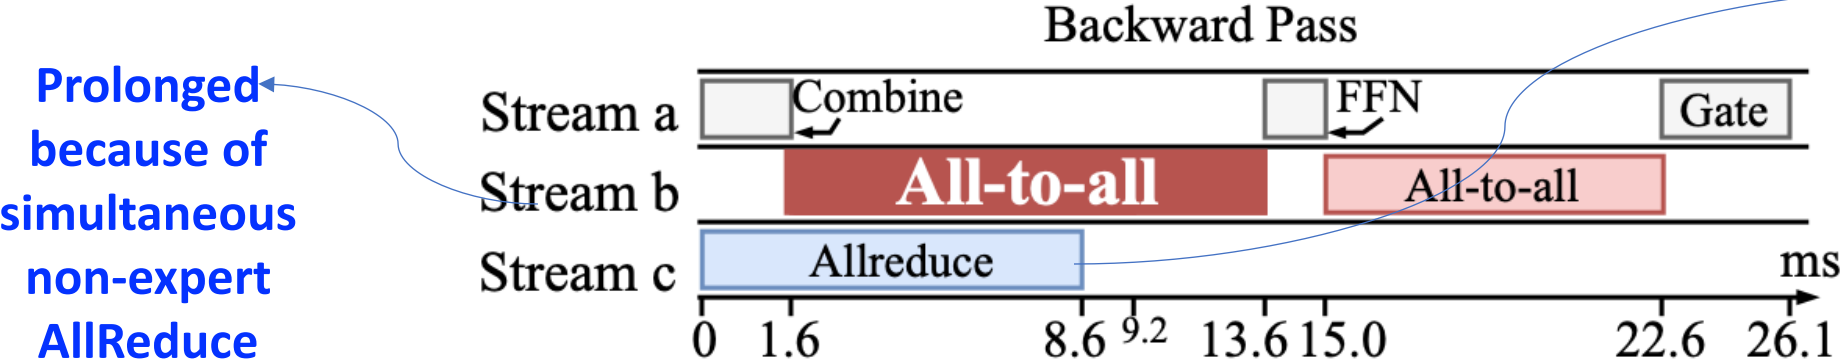 Backward Pass
Prolonged
because of
simultaneous
non-expert
AllReduce
Stream a
Combine
FFN
Gate
Stream b
All-to-all
All-to-all
Stream c
Allreduce
ms
0 1.6 8.6 9.2 13.6 15.0 22.6 26.1